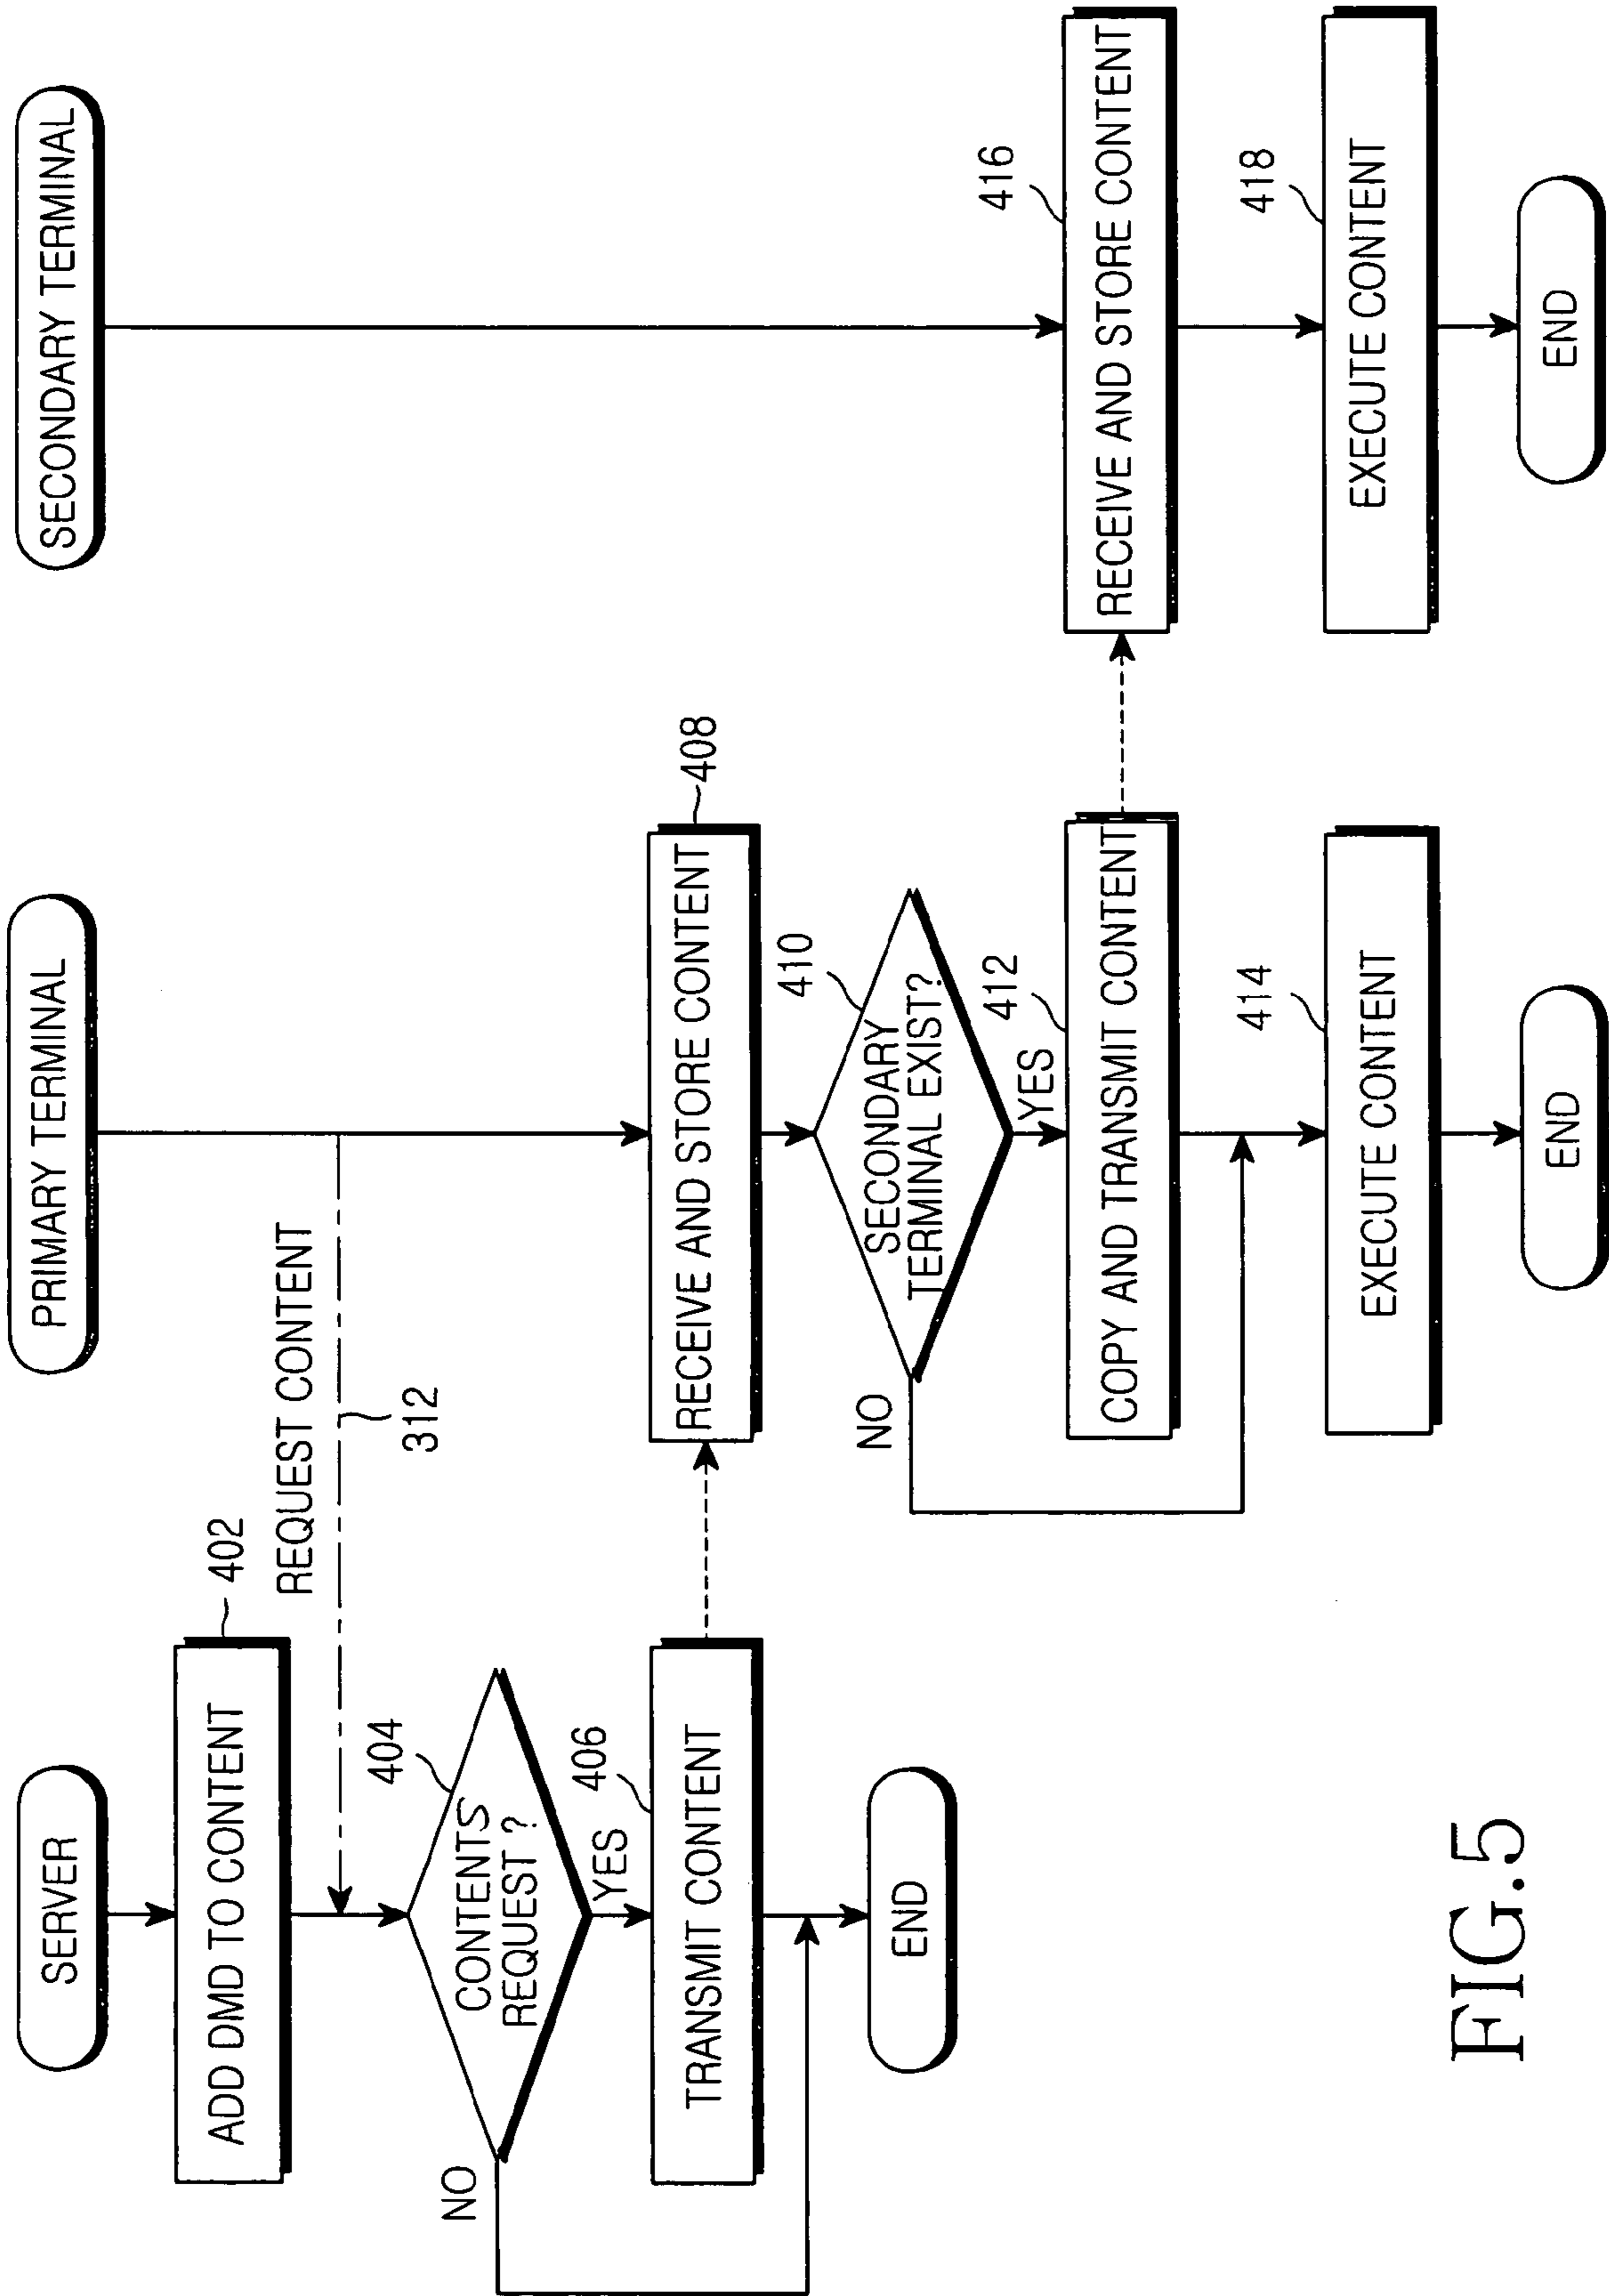 SERVER
ADD DMD TO CONTENT
402
REQUEST CONTENT
312
CONTENTS
REQUEST ?
404
NO
YES
TRANSMIT CONTENT
406
END
PRIMARY TERMINAL
RECEIVE AND STORE CONTENT
408
SECONDARY
TERMINAL EXIST?
410
NO
YES
COPY AND TRANSMIT CONTENT
412
EXECUTE CONTENT
414
END
SECONDARY TERMINAL
RECEIVE AND STORE CONTENT
416
EXECUTE CONTENT
418
END
FIG.5